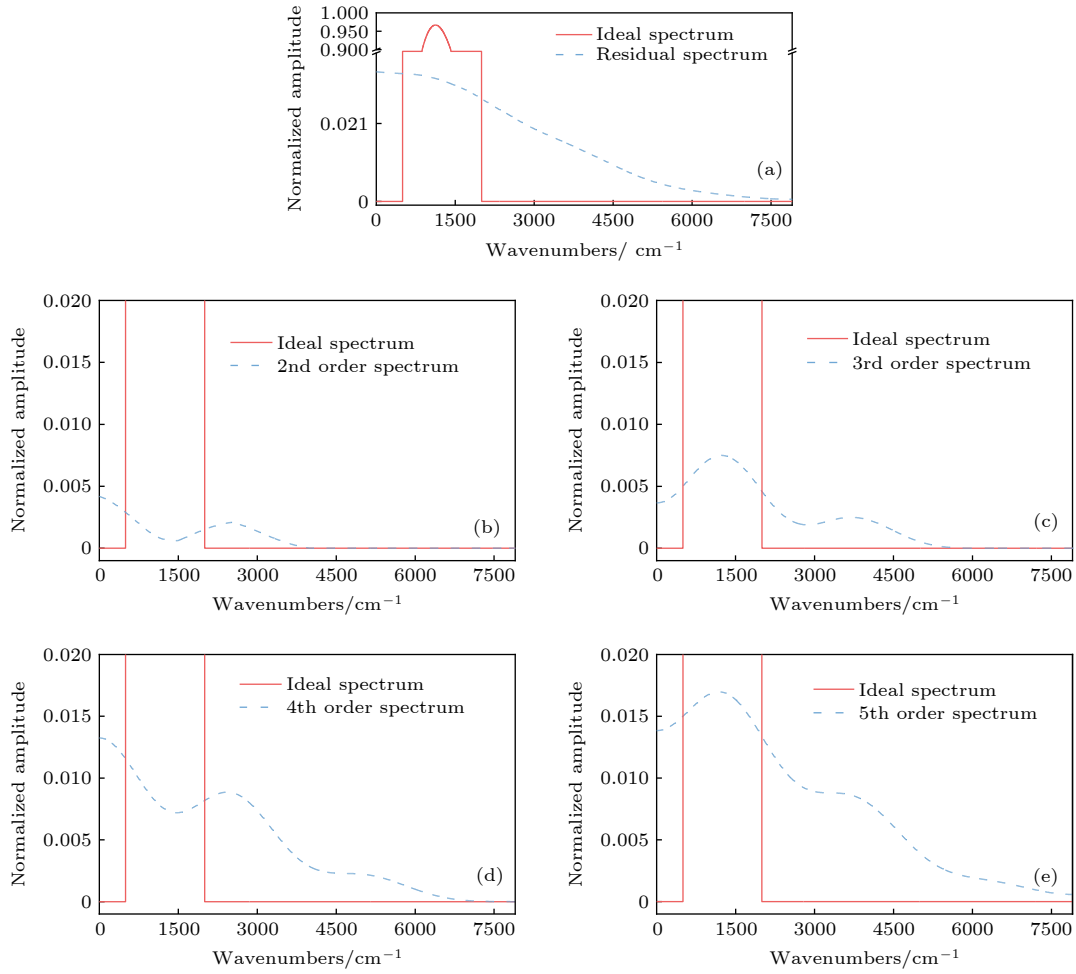 1.000
0.950
0.900
0.021
0
Normalized amplitude
Ideal spectrum
Residual spectrum
(a)
0 1500 3000 4500 6000 7500
Wavenumbers/ cm⁻¹
0.020
0.015
0.010
0.005
0
Normalized amplitude
Ideal spectrum
2nd order spectrum
(b)
0 1500 3000 4500 6000 7500
Wavenumbers/cm⁻¹
0.020
0.015
0.010
0.005
0
Normalized amplitude
Ideal spectrum
3rd order spectrum
(c)
0 1500 3000 4500 6000 7500
Wavenumbers/cm⁻¹
0.020
0.015
0.010
0.005
0
Normalized amplitude
Ideal spectrum
4th order spectrum
(d)
0 1500 3000 4500 6000 7500
Wavenumbers/cm⁻¹
0.020
0.015
0.010
0.005
0
Normalized amplitude
Ideal spectrum
5th order spectrum
(e)
0 1500 3000 4500 6000 7500
Wavenumbers/cm⁻¹